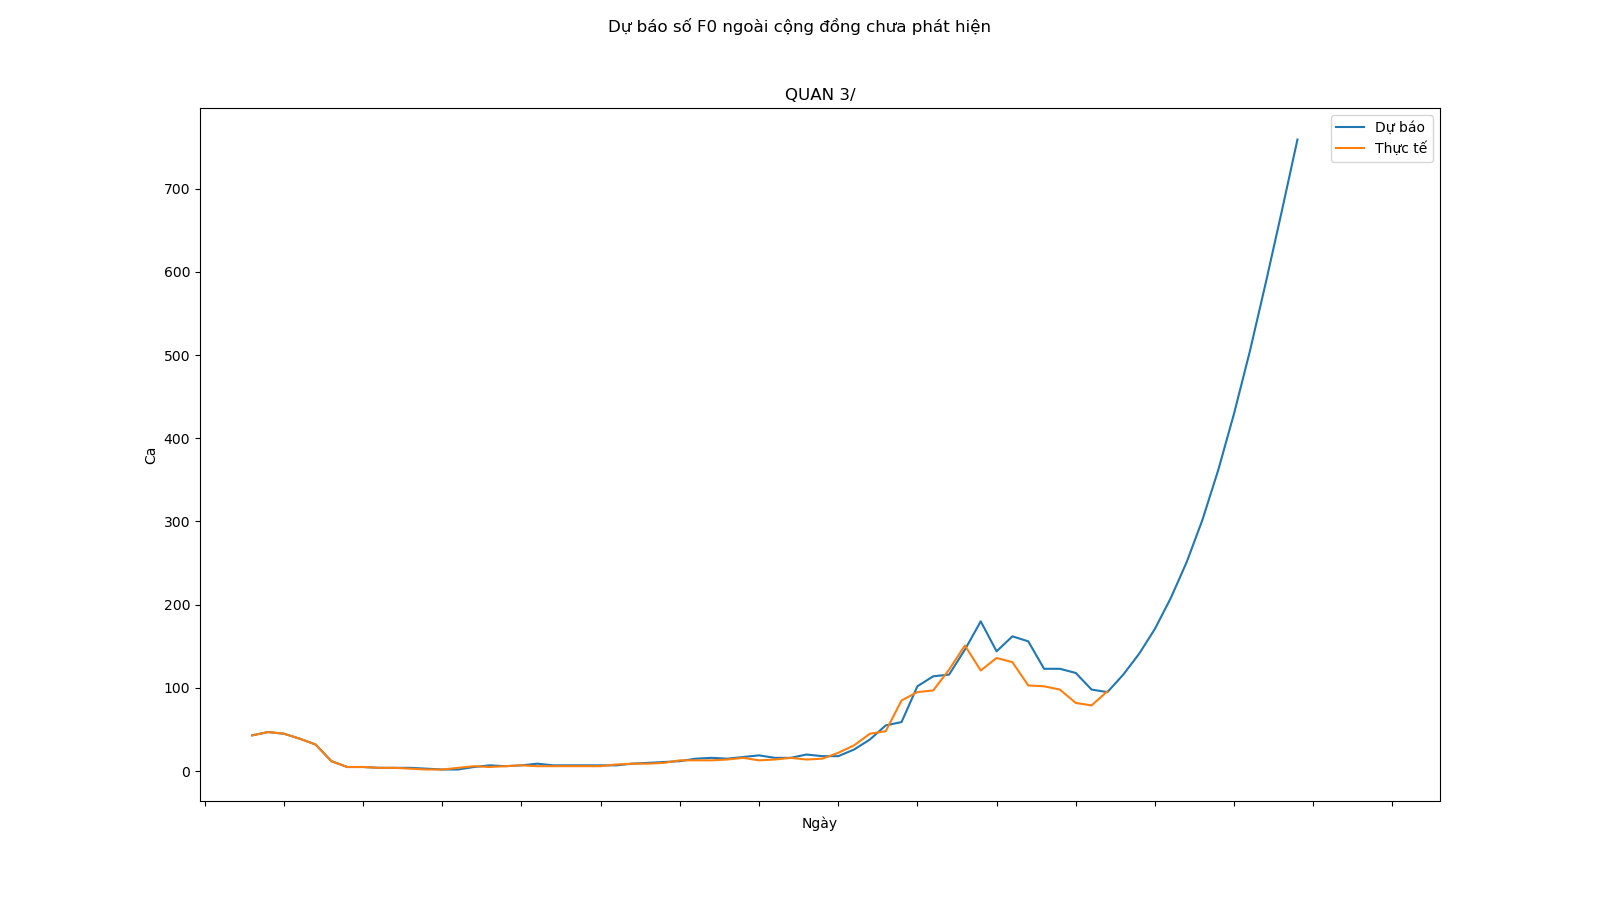 Dự báo số F0 ngoài cộng đồng chưa phát hiện
QUAN 3/
Dự báo
Thực tế
700
600
500
400
300
200
100
0
Ca
Ngày